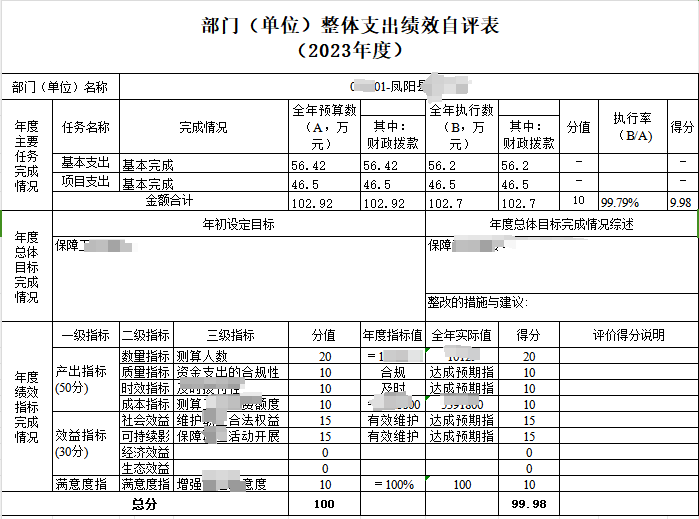 部门（单位）整体支出绩效自评表
（2023年度）
部门（单位）名称 01-凤阳县
年度主要任务完成情况 任务名称 完成情况 全年预算数（A，万元） 其中：财政拨款 全年执行数（B，万元） 其中：财政拨款 分值 执行率（B/A） 得分
基本支出 基本完成 56.42 56.42 56.2 56.2 － －
项目支出 基本完成 46.5 46.5 46.5 46.5 － －
金额合计 102.92 102.92 102.7 102.7 10 99.79% 9.98
年度总体目标完成情况 年初设定目标 年度总体目标完成情况综述
保障 保障
整改的措施与建议：
年度绩效指标完成情况 一级指标 二级指标 三级指标 分值 年度指标值 全年实际值 得分 评价得分说明
产出指标(50分) 数量指标 测算人数 20 ＝1 20
质量指标 资金支出的合规性 10 合规 达成预期指 10
时效指标 10 及时 达成预期指 10
成本指标 测算 额度 10 10
效益指标(30分) 社会效益 维护 合法权益 15 有效维护 达成预期指 15
可持续影 保障 活动开展 15 有效维护 达成预期指 15
经济效益 0 0
生态效益 0 0
满意度指 满意度指 增强 意度 10 ＝100% 100 10
总分 100 99.98